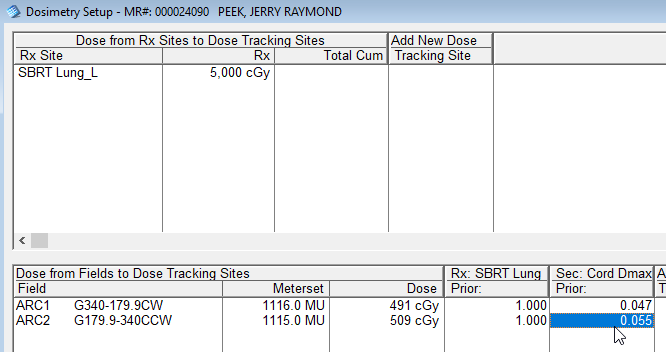 Dosimetry Setup - MR#: 000024090 PEEK, JERRY RAYMOND
Dose from Rx Sites to Dose Tracking Sites Add New Dose
Rx Site Rx Total Cum Tracking Site
SBRT Lung_L 5,000 cGy
Dose from Fields to Dose Tracking Sites Rx: SBRT Lung Sec: Cord Dmax A
Field Meterset Dose Prior: Prior: T
ARC1 G340-179.9CW 1116.0 MU 491 cGy 1.000 0.047
ARC2 G179.9-340CCW 1115.0 MU 509 cGy 1.000 0.055